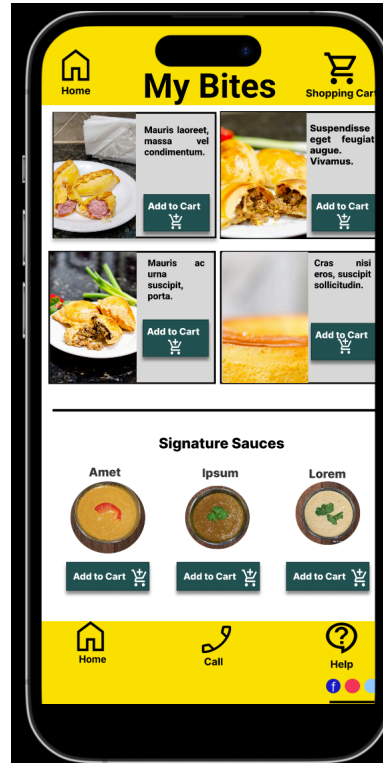 My Bites
Home
Shopping Car
Mauris laoreet,
massa vel
condimentum.
Add to Cart
Suspendisse
eget feugiat
augue.
Vivamus.
Add to Cart
Mauris ac
urna
suscipit,
porta.
Add to Cart
Cras nisi
eros, suscipit
sollicitudin.
Add to Cart
Signature Sauces
Amet
Ipsum
Lorem
Add to Cart
Add to Cart
Add to Cart
Home
Call
Help
f